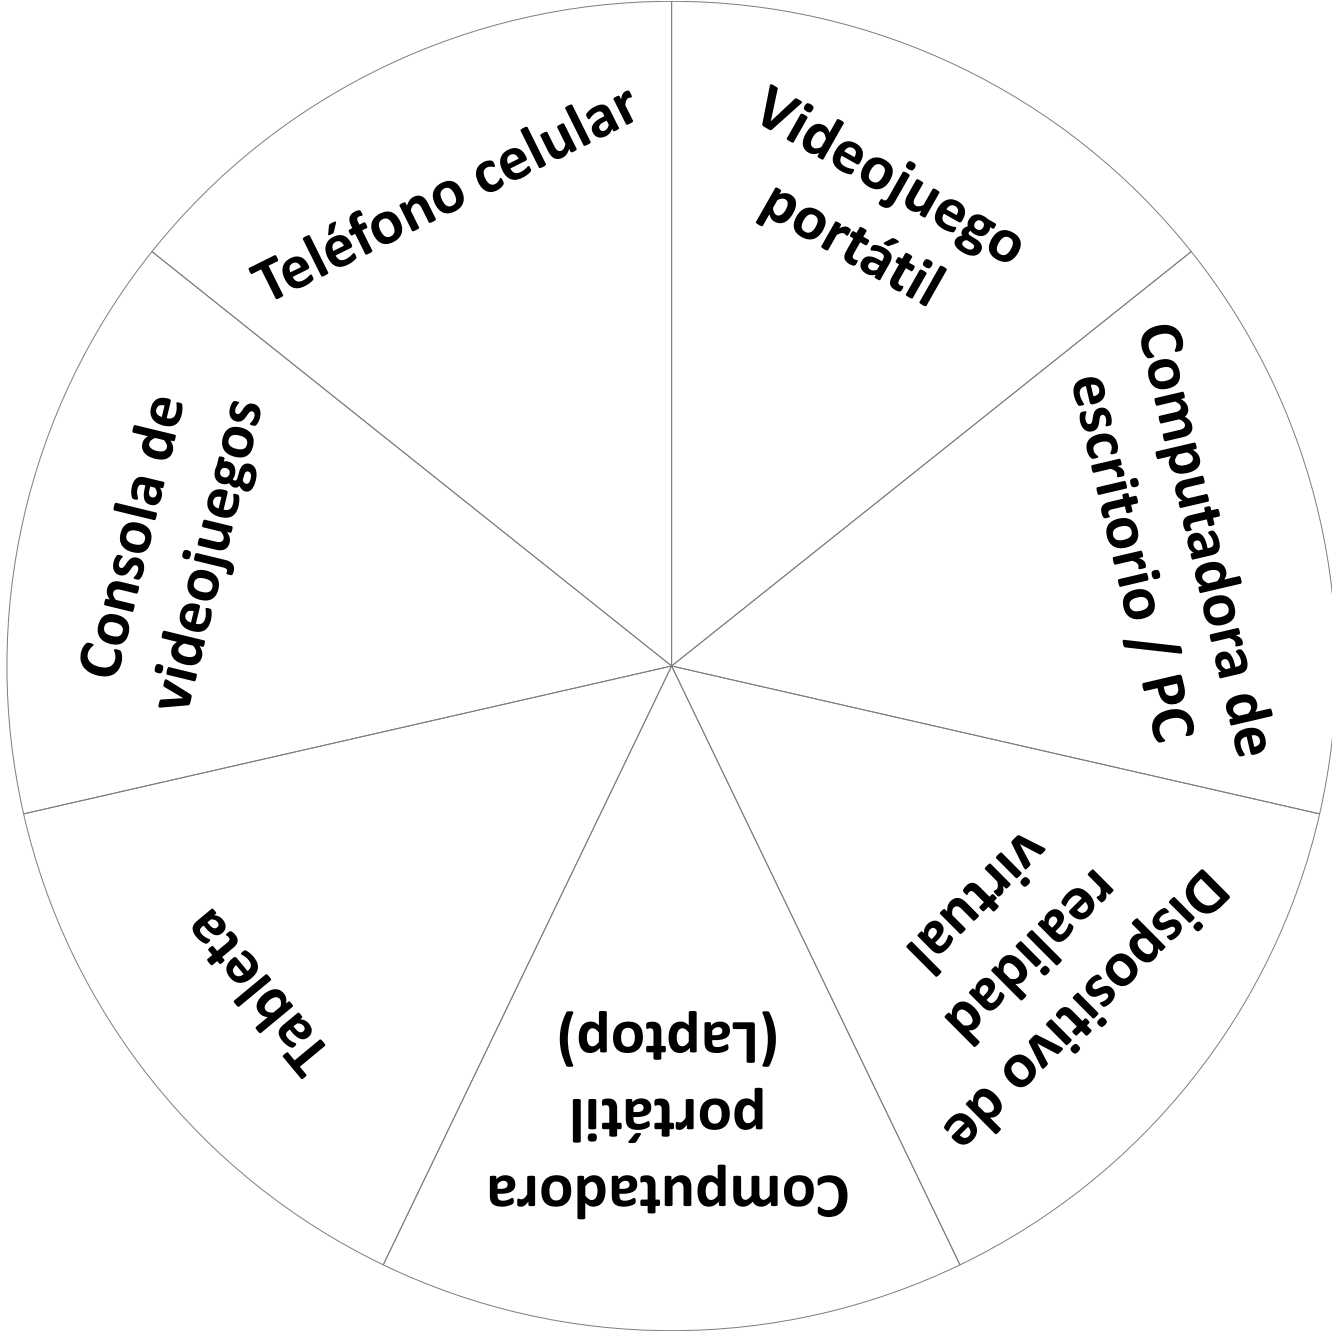 Videojuego
portátil
Computadora de
escritorio / PC
Dispositivo de
realidad
virtual
Computadora
portátil
(Laptop)
Tableta
Consola de
videojuegos
Teléfono celular